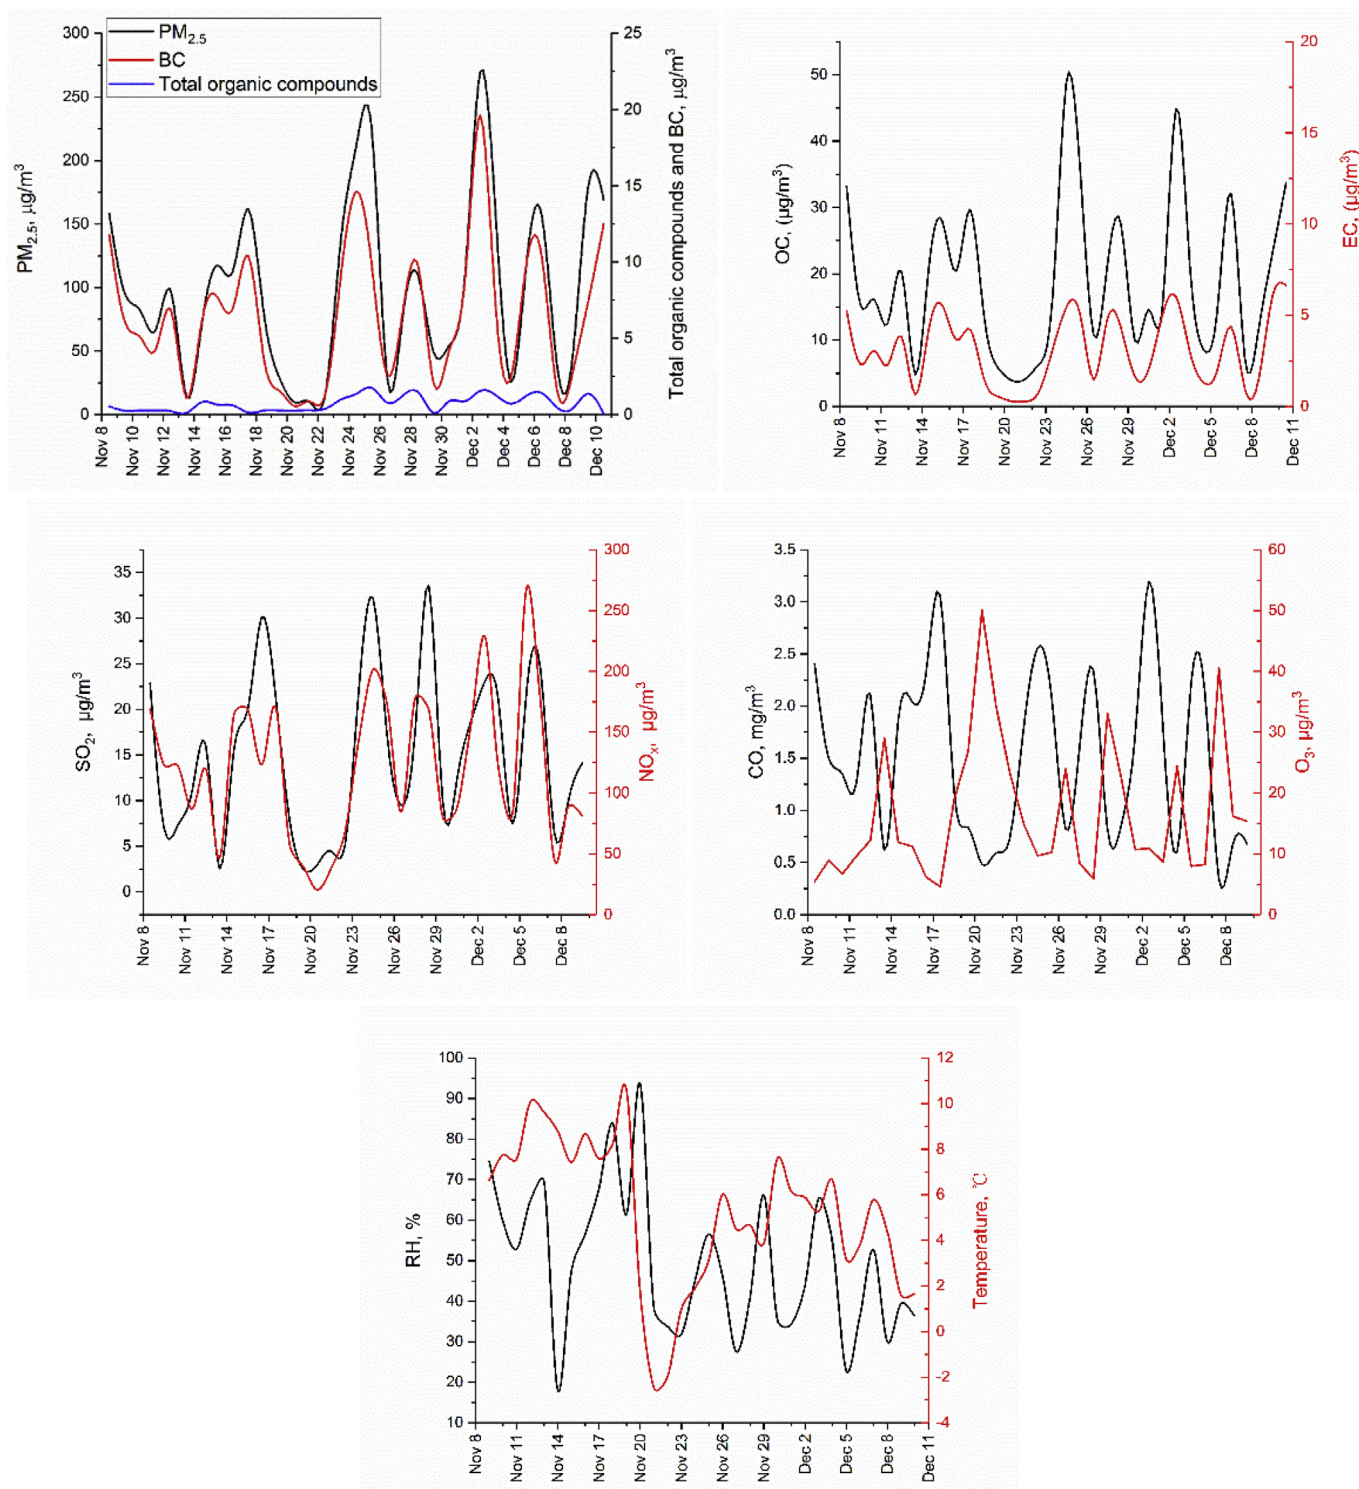 PM2.5
BC
Total organic compounds
PM2.5, μg/m3
300
250
200
150
100
50
0
25
20
15
10
5
0
Total organic compounds and BC, μg/m3
Nov 8
Nov 10
Nov 12
Nov 14
Nov 16
Nov 18
Nov 20
Nov 22
Nov 24
Nov 26
Nov 28
Nov 30
Dec 2
Dec 4
Dec 6
Dec 8
Dec 10
OC, (μg/m3)
50
40
30
20
10
0
20
15
10
5
0
EC, (μg/m3)
Nov 8
Nov 11
Nov 14
Nov 17
Nov 20
Nov 23
Nov 26
Nov 29
Dec 2
Dec 5
Dec 8
Dec 11
SO2, μg/m3
35
30
25
20
15
10
5
0
300
250
200
150
100
50
0
NOx, μg/m3
Nov 8
Nov 11
Nov 14
Nov 17
Nov 20
Nov 23
Nov 26
Nov 29
Dec 2
Dec 5
Dec 8
CO, mg/m3
3.5
3.0
2.5
2.0
1.5
1.0
0.5
0.0
60
50
40
30
20
10
0
O3, μg/m3
Nov 8
Nov 11
Nov 14
Nov 17
Nov 20
Nov 23
Nov 26
Nov 29
Dec 2
Dec 5
Dec 8
RH, %
100
90
80
70
60
50
40
30
20
10
12
10
8
6
4
2
0
-2
-4
Temperature, ℃
Nov 8
Nov 11
Nov 14
Nov 17
Nov 20
Nov 23
Nov 26
Nov 29
Dec 2
Dec 5
Dec 8
Dec 11